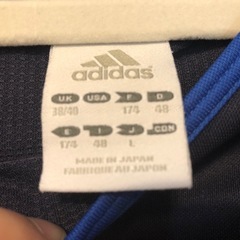 adidas
UK USA F D
38/40 174 48
E I J CDN
174 48 L
MADE IN JAPAN
FABRIQUE AU JAPON